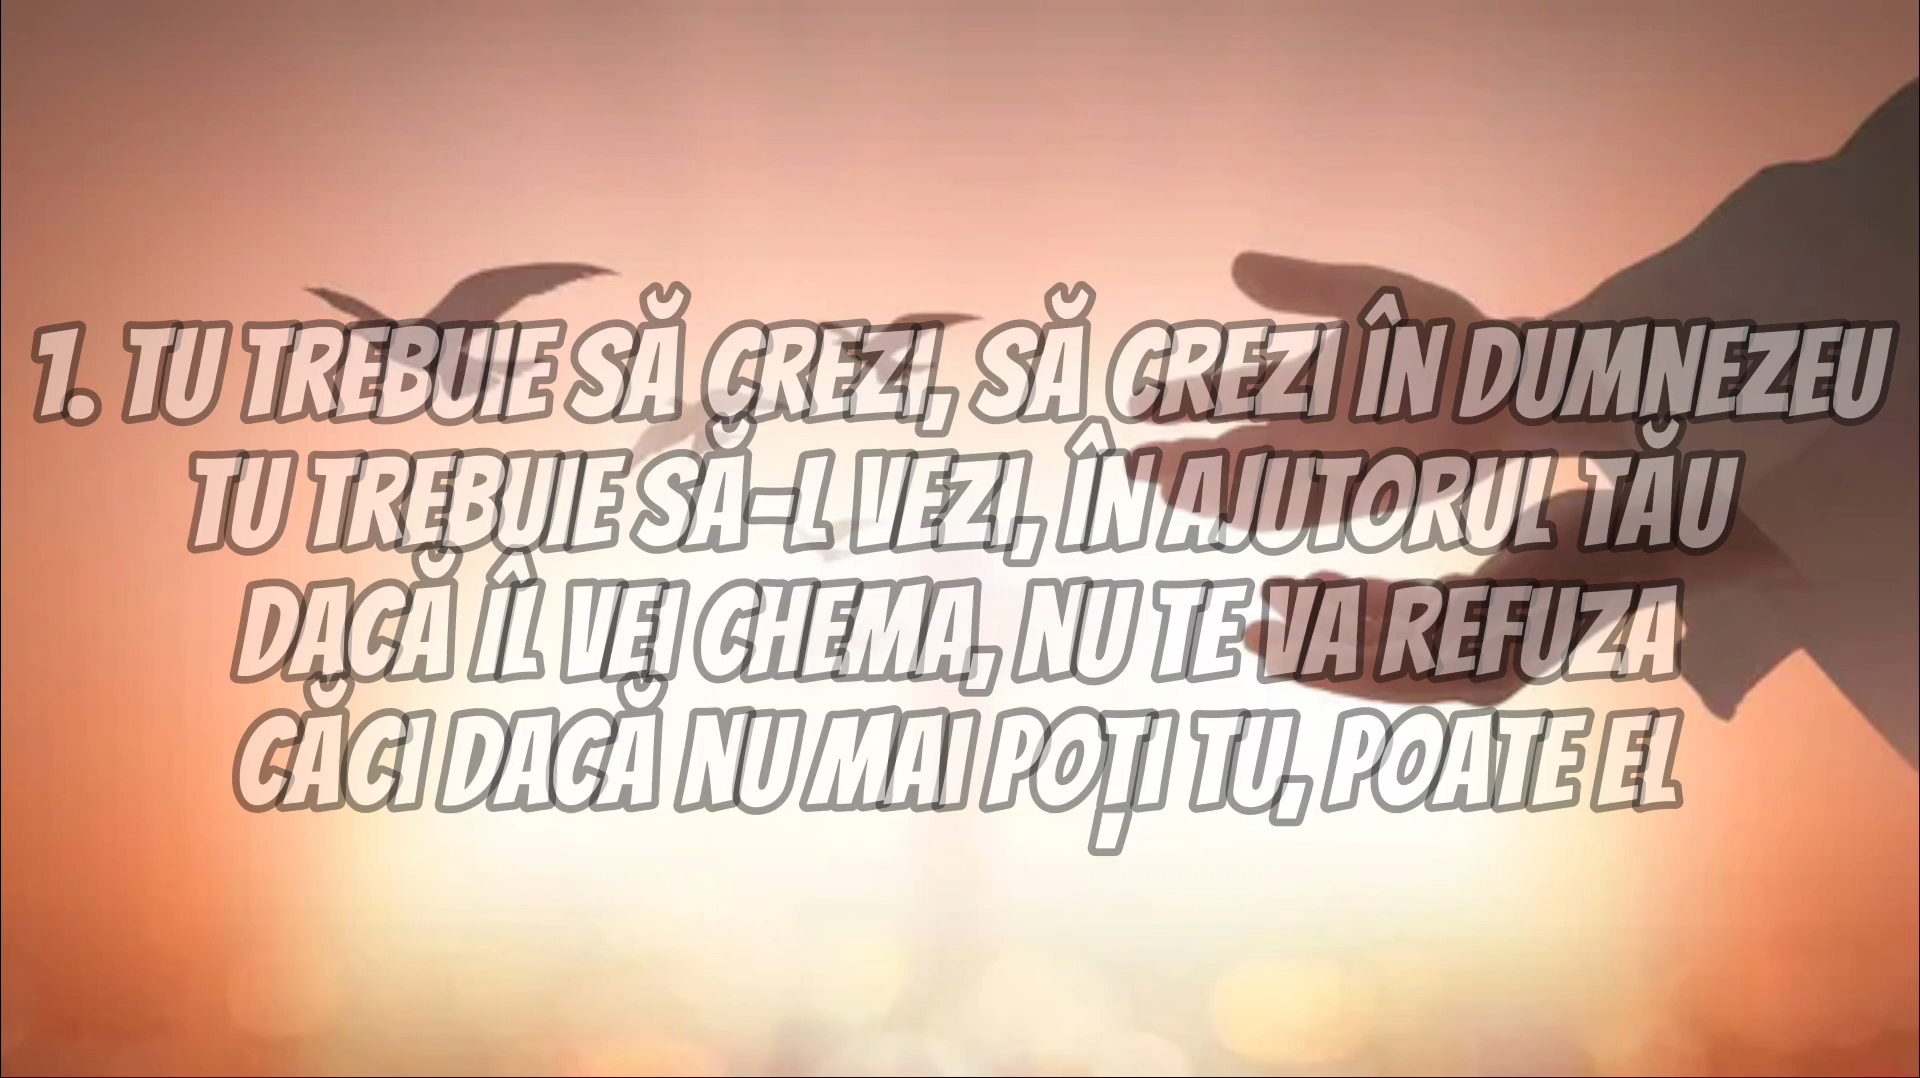 1. TU TREBUIE SĂ CREZI, SĂ CREZI ÎN DUMNEZEU
TU TREBUIE SĂ-L VEZI, ÎN AJUTORUL TĂU
DACĂ ÎL VEI CHEMA, NU TE VA REFUZA
CĂCI DACĂ NU MAI POȚI TU, POATE EL